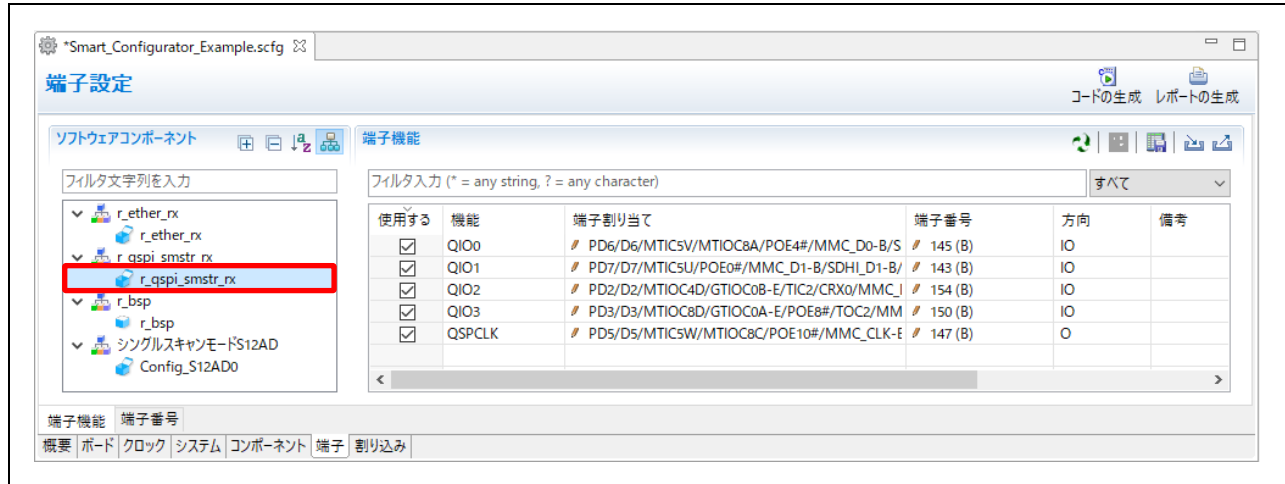 *Smart_Configurator_Example.scfg
端子設定
コードの生成 レポートの生成
ソフトウェアコンポーネント
端子機能
フィルタ文字列を入力
フィルタ入力 (* = any string, ? = any character)
すべて
r_ether_rx
r_ether_rx
r_qspi_smstr_rx
r_qspi_smstr_rx
r_bsp
r_bsp
シングルスキャンモードS12AD
Config_S12AD0
使用する 機能 端子割り当て 端子番号 方向 備考
QIO0 PD6/D6/MTIC5V/MTIOC8A/POE4#/MMC_D0-B/S 145 (B) IO
QIO1 PD7/D7/MTIC5U/POE0#/MMC_D1-B/SDHI_D1-B/ 143 (B) IO
QIO2 PD2/D2/MTIOC4D/GTIOC0B-E/TIC2/CRX0/MMC_ 154 (B) IO
QIO3 PD3/D3/MTIOC8D/GTIOC0A-E/POE8#/TOC2/MM 150 (B) IO
QSPCLK PD5/D5/MTIC5W/MTIOC8C/POE10#/MMC_CLK- 147 (B) O
端子機能 端子番号
概要 ボード クロック システム コンポーネント 端子 割り込み